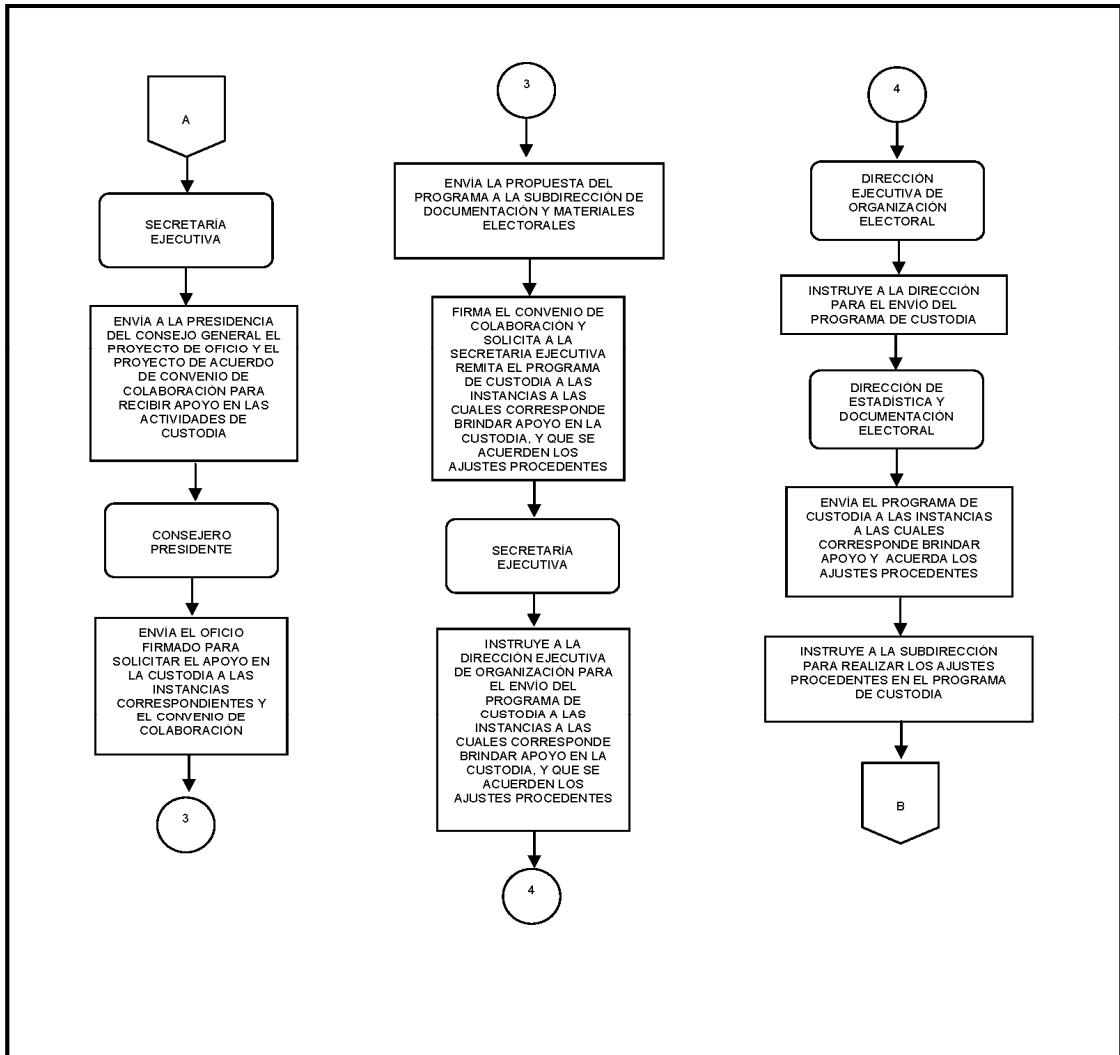 A
SECRETARÍA
EJECUTIVA
ENVÍA A LA PRESIDENCIA
DEL CONSEJO GENERAL EL
PROYECTO DE OFICIO Y EL
PROYECTO DE ACUERDO
DE CONVENIO DE
COLABORACIÓN PARA
RECIBIR APOYO EN LAS
ACTIVIDADES DE
CUSTODIA
CONSEJERO
PRESIDENTE
ENVÍA EL OFICIO
FIRMADO PARA
SOLICITAR EL APOYO EN
LA CUSTODIA A LAS
INSTANCIAS
CORRESPONDIENTES Y
EL CONVENIO DE
COLABORACIÓN
3
3
ENVÍA LA PROPUESTA DEL
PROGRAMA A LA SUBDIRECCIÓN DE
DOCUMENTACIÓN Y MATERIALES
ELECTORALES
FIRMA EL CONVENIO DE
COLABORACIÓN Y
SOLICITA A LA
SECRETARIA EJECUTIVA
REMITA EL PROGRAMA
DE CUSTODIA A LAS
INSTANCIAS A LAS
CUALES CORRESPONDE
BRINDAR APOYO EN LA
CUSTODIA, Y QUE SE
ACUERDEN LOS
AJUSTES PROCEDENTES
SECRETARÍA
EJECUTIVA
INSTRUYE A LA
DIRECCIÓN EJECUTIVA
DE ORGANIZACIÓN PARA
EL ENVÍO DEL
PROGRAMA DE
CUSTODIA A LAS
INSTANCIAS A LAS
CUALES CORRESPONDE
BRINDAR APOYO EN LA
CUSTODIA, Y QUE SE
ACUERDEN LOS
AJUSTES PROCEDENTES
4
4
DIRECCIÓN
EJECUTIVA DE
ORGANIZACIÓN
ELECTORAL
INSTRUYE A LA DIRECCIÓN
PARA EL ENVÍO DEL
PROGRAMA DE CUSTODIA
DIRECCIÓN DE
ESTADÍSTICA Y
DOCUMENTACIÓN
ELECTORAL
ENVÍA EL PROGRAMA DE
CUSTODIA A LAS INSTANCIAS
A LAS CUALES
CORRESPONDE BRINDAR
APOYO Y ACUERDA LOS
AJUSTES PROCEDENTES
INSTRUYE A LA SUBDIRECCIÓN
PARA REALIZAR LOS AJUSTES
PROCEDENTES EN EL PROGRAMA
DE CUSTODIA
B